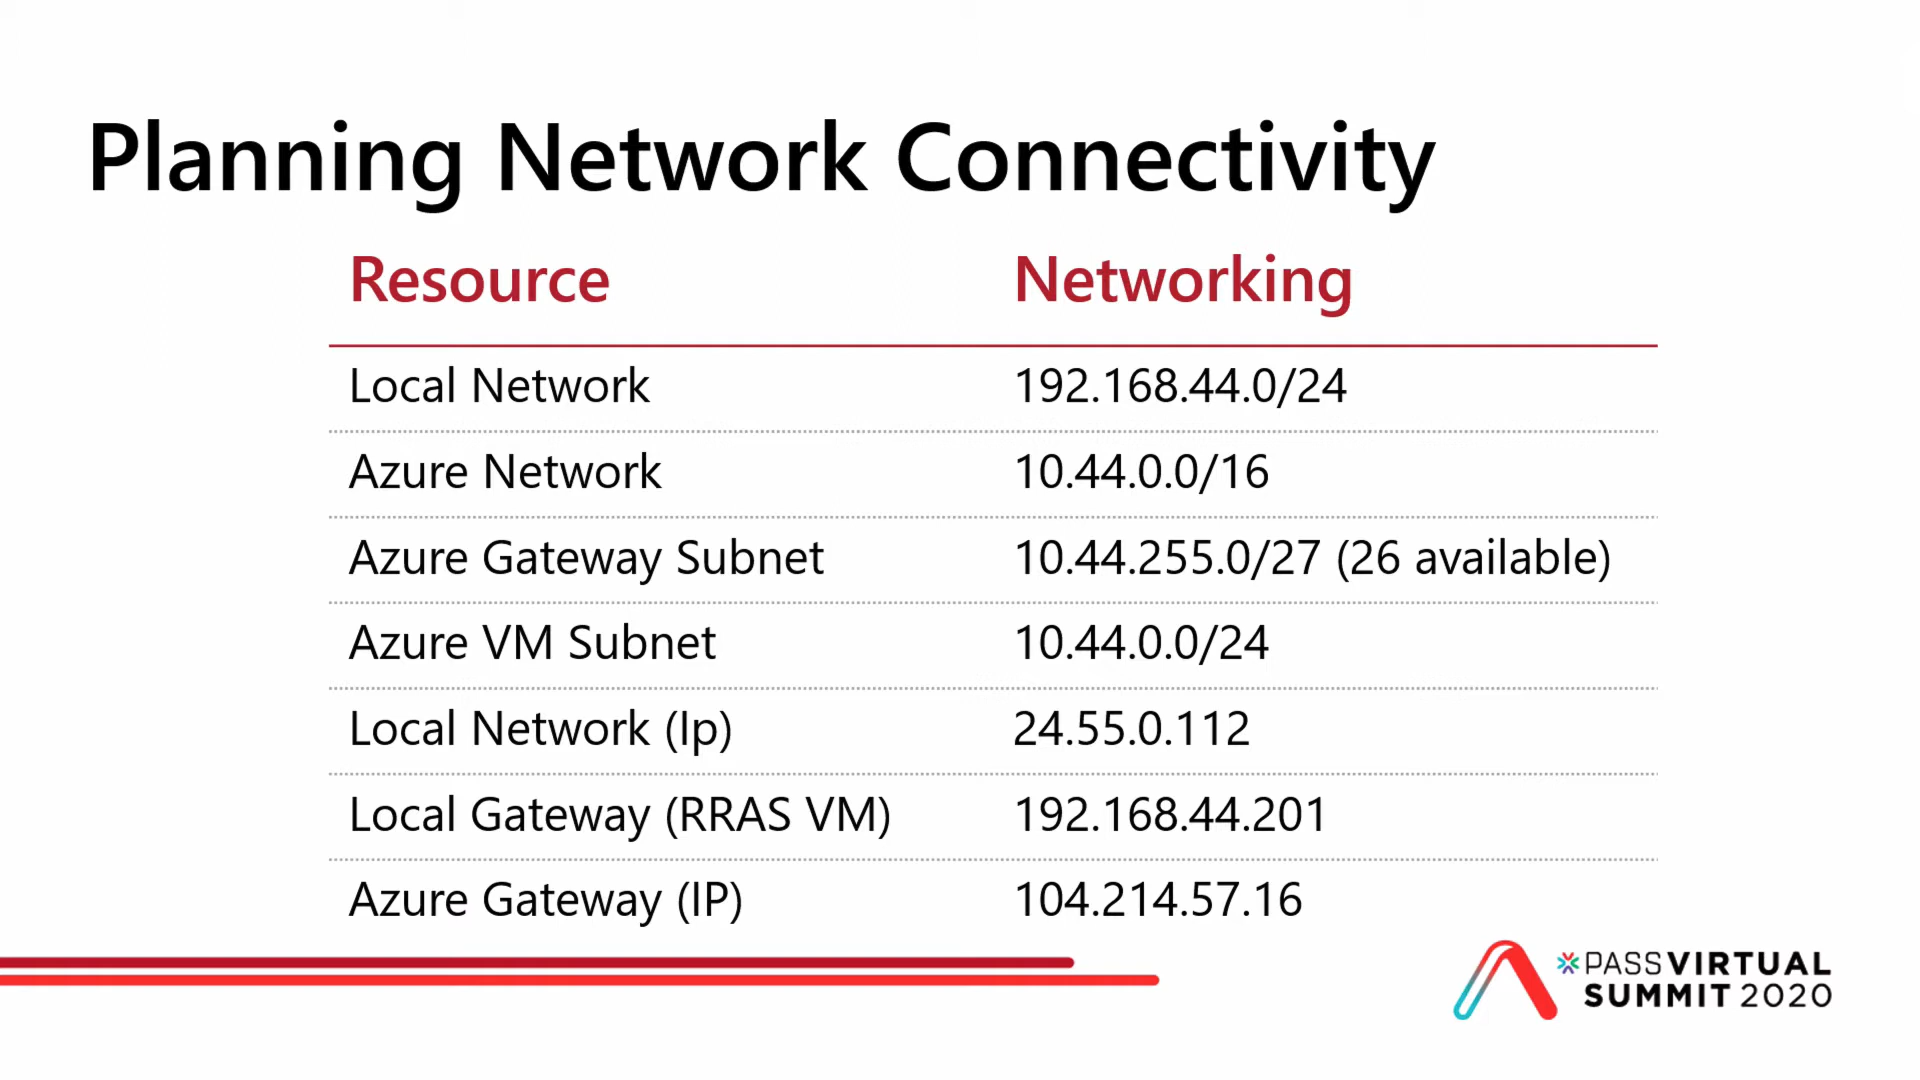 Planning Network Connectivity
Resource Networking
Local Network 192.168.44.0/24
Azure Network 10.44.0.0/16
Azure Gateway Subnet 10.44.255.0/27 (26 available)
Azure VM Subnet 10.44.0.0/24
Local Network (Ip) 24.55.0.112
Local Gateway (RRAS VM) 192.168.44.201
Azure Gateway (IP) 104.214.57.16
PASS VIRTUAL
SUMMIT 2020